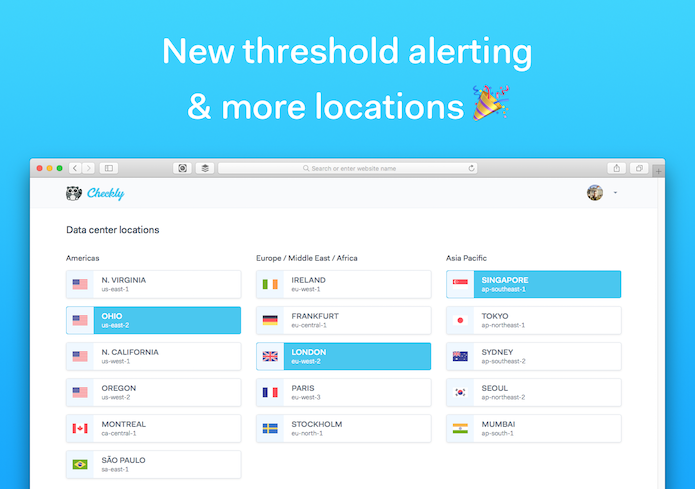 New threshold alerting
& more locations 🎉
Search or enter website name
Checkly
Data center locations
Americas
N. VIRGINIA
us-east-1
OHIO
us-east-2
N. CALIFORNIA
us-west-1
OREGON
us-west-2
MONTREAL
ca-central-1
SÃO PAULO
sa-east-1
Europe / Middle East / Africa
IRELAND
eu-west-1
FRANKFURT
eu-central-1
LONDON
eu-west-2
PARIS
eu-west-3
STOCKHOLM
eu-north-1
Asia Pacific
SINGAPORE
ap-southeast-1
TOKYO
ap-northeast-1
SYDNEY
ap-southeast-2
SEOUL
ap-northeast-2
MUMBAI
ap-south-1